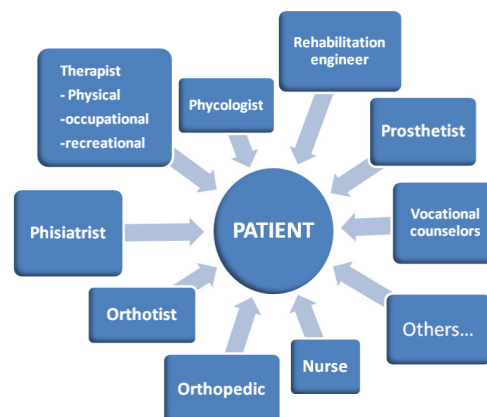 Rehabilitation
engineer
Therapist
- Physical
-occupational
-recreational
Phycologist
Prosthetist
PATIENT
Phisiatrist
Vocational
counselors
Orthotist
Others...
Orthopedic
Nurse